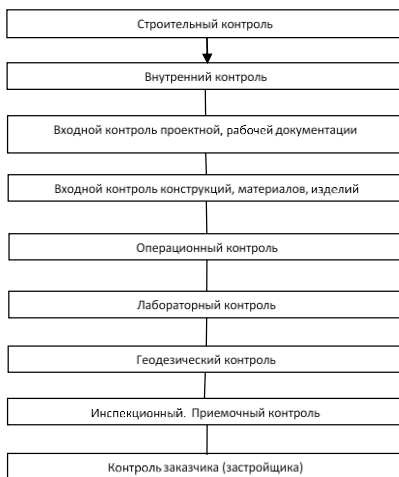 Строительный контроль
Внутренний контроль
Входной контроль проектной, рабочей документации
Входной контроль конструкций, материалов, изделий
Операционный контроль
Лабораторный контроль
Геодезический контроль
Инспекционный. Приемочный контроль
Контроль заказчика (застройщика)